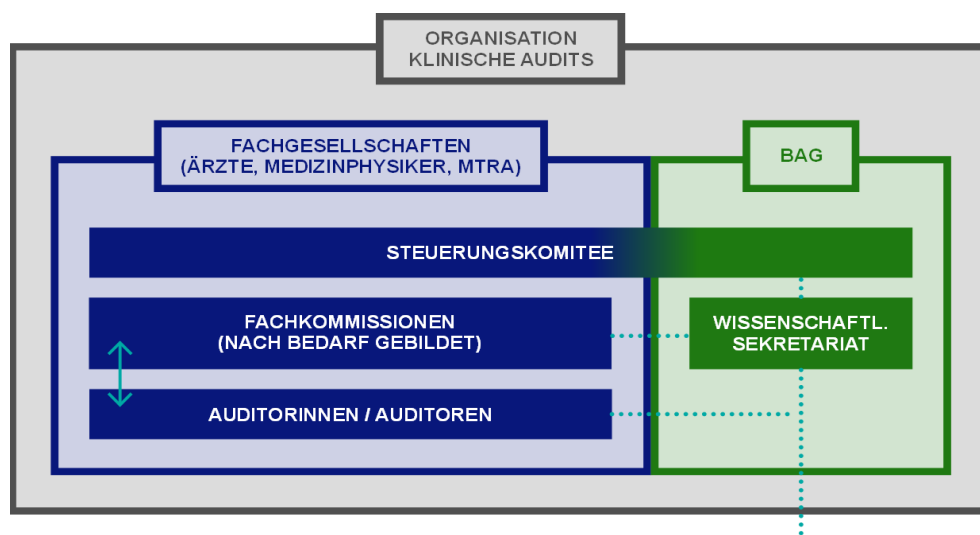 ORGANISATION
KLINISCHE AUDITS
FACHGESELLSCHAFTEN
(ÄRZTE, MEDIZINPHYSIKER, MTRA)
BAG
STEUERUNGSKOMITEE
FACHKOMMISSIONEN
(NACH BEDARF GEBILDET)
WISSENSCHAFTL.
SEKRETARIAT
AUDITORINNEN / AUDITOREN